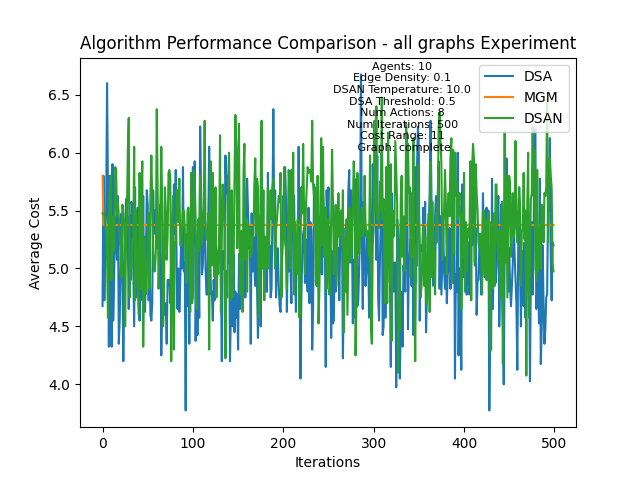 Algorithm Performance Comparison - all graphs Experiment
Agents: 10
Edge Density: 0.1
DSAN Temperature: 10.0
DSA Threshold: 0.5
Num Actions: 8
Num Iterations: 500
Cost Range: 11
Graph: complete
DSA
MGM
DSAN
Average Cost
6.5
6.0
5.5
5.0
4.5
4.0
0
100
200
300
400
500
Iterations